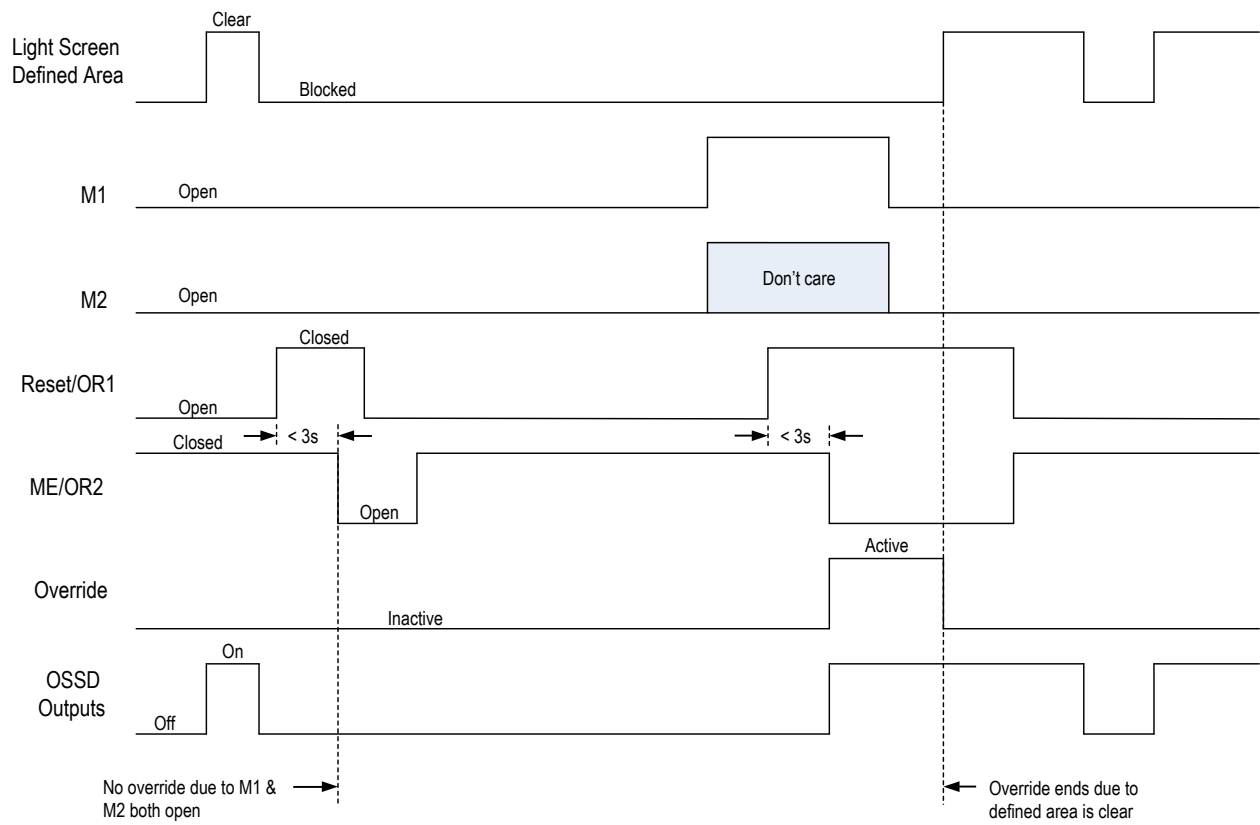 Clear
Light Screen
Defined Area
Blocked
M1
Open
Don't care
M2
Open
Closed
Reset/OR1
Open
< 3s
< 3s
Closed
ME/OR2
Open
Active
Override
Inactive
On
OSSD
Outputs
Off
No override due to M1 &
M2 both open
Override ends due to
defined area is clear